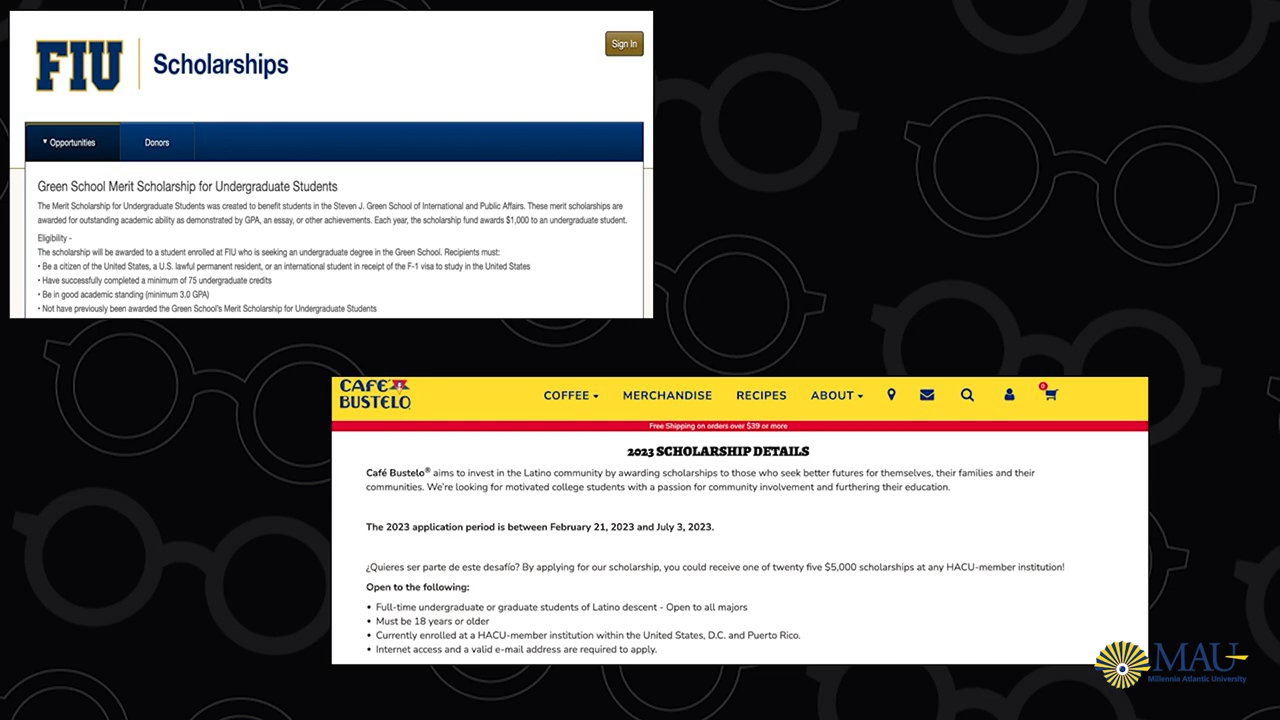 FIU Scholarships
Sign In
Opportunities Donors
Green School Merit Scholarship for Undergraduate Students
The Merit Scholarship for Undergraduate Students was created to benefit students in the Steven J. Green School of International and Public Affairs. These merit scholarships are
awarded for outstanding academic ability as demonstrated by GPA, an essay, or other achievements. Each year, the scholarship fund awards $1,000 to an undergraduate student.
Eligibility -
The scholarship will be awarded to a student enrolled at FIU who is seeking an undergraduate degree in the Green School. Recipients must:
• Be a citizen of the United States, a U.S. lawful permanent resident, or an international student in receipt of the F-1 visa to study in the United States
• Have successfully completed a minimum of 75 undergraduate credits
• Be in good academic standing (minimum 3.0 GPA)
• Not have previously been awarded the Green School's Merit Scholarship for Undergraduate Students
CAFÉ
BUSTELO
COFFEE MERCHANDISE RECIPES ABOUT 0
Free Shipping on orders over $39 or more
2023 SCHOLARSHIP DETAILS
Café Bustelo® aims to invest in the Latino community by awarding scholarships to those who seek better futures for themselves, their families and their
communities. We're looking for motivated college students with a passion for community involvement and furthering their education.
The 2023 application period is between February 21, 2023 and July 3, 2023.
¿Quieres ser parte de este desafío? By applying for our scholarship, you could receive one of twenty five $5,000 scholarships at any HACU-member institution!
Open to the following:
• Full-time undergraduate or graduate students of Latino descent - Open to all majors
• Must be 18 years or older
• Currently enrolled at a HACU-member institution within the United States, D.C. and Puerto Rico.
• Internet access and a valid e-mail address are required to apply.
MAU
Millennia Atlantic University